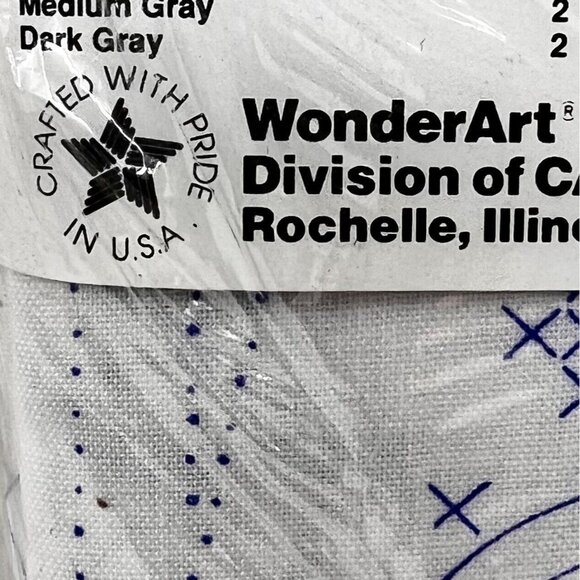 Medium Gray 2
Dark Gray 2
CRAFTED WITH PRIDE
IN U.S.A.
WonderArt®
Division of
Rochelle,